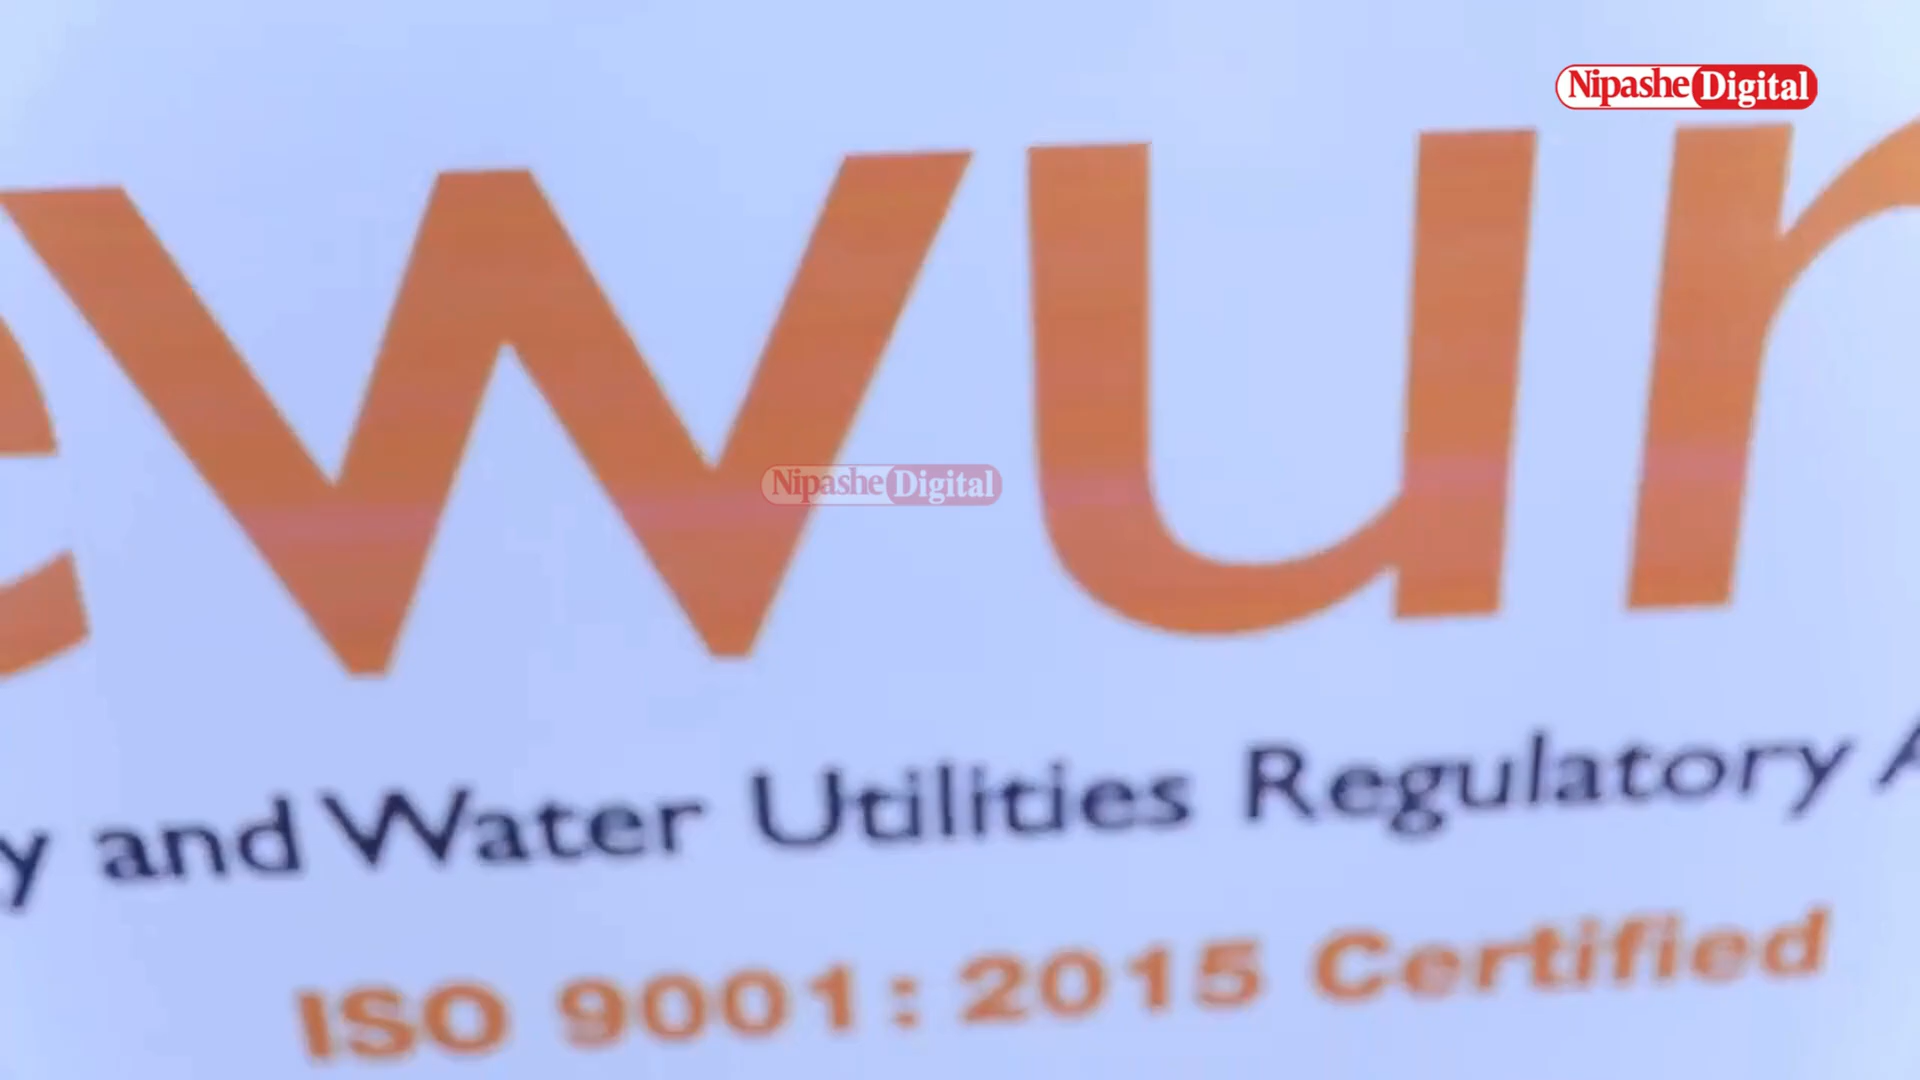 Nipashe Digital
ewur
Nipashe Digital
y and Water Utilities Regulatory A
ISO 9001: 2015 Certified